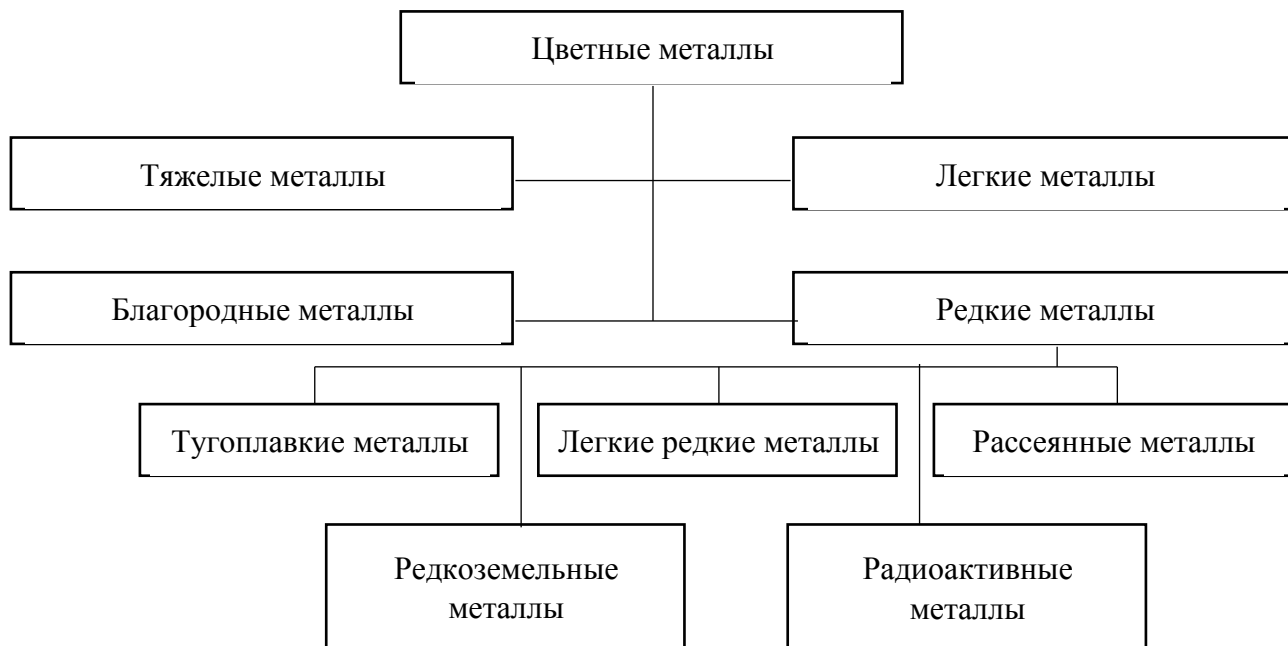 Цветные металлы
Тяжелые металлы
Легкие металлы
Благородные металлы
Редкие металлы
Тугоплавкие металлы
Легкие редкие металлы
Рассеянные металлы
Редкоземельные
металлы
Радиоактивные
металлы